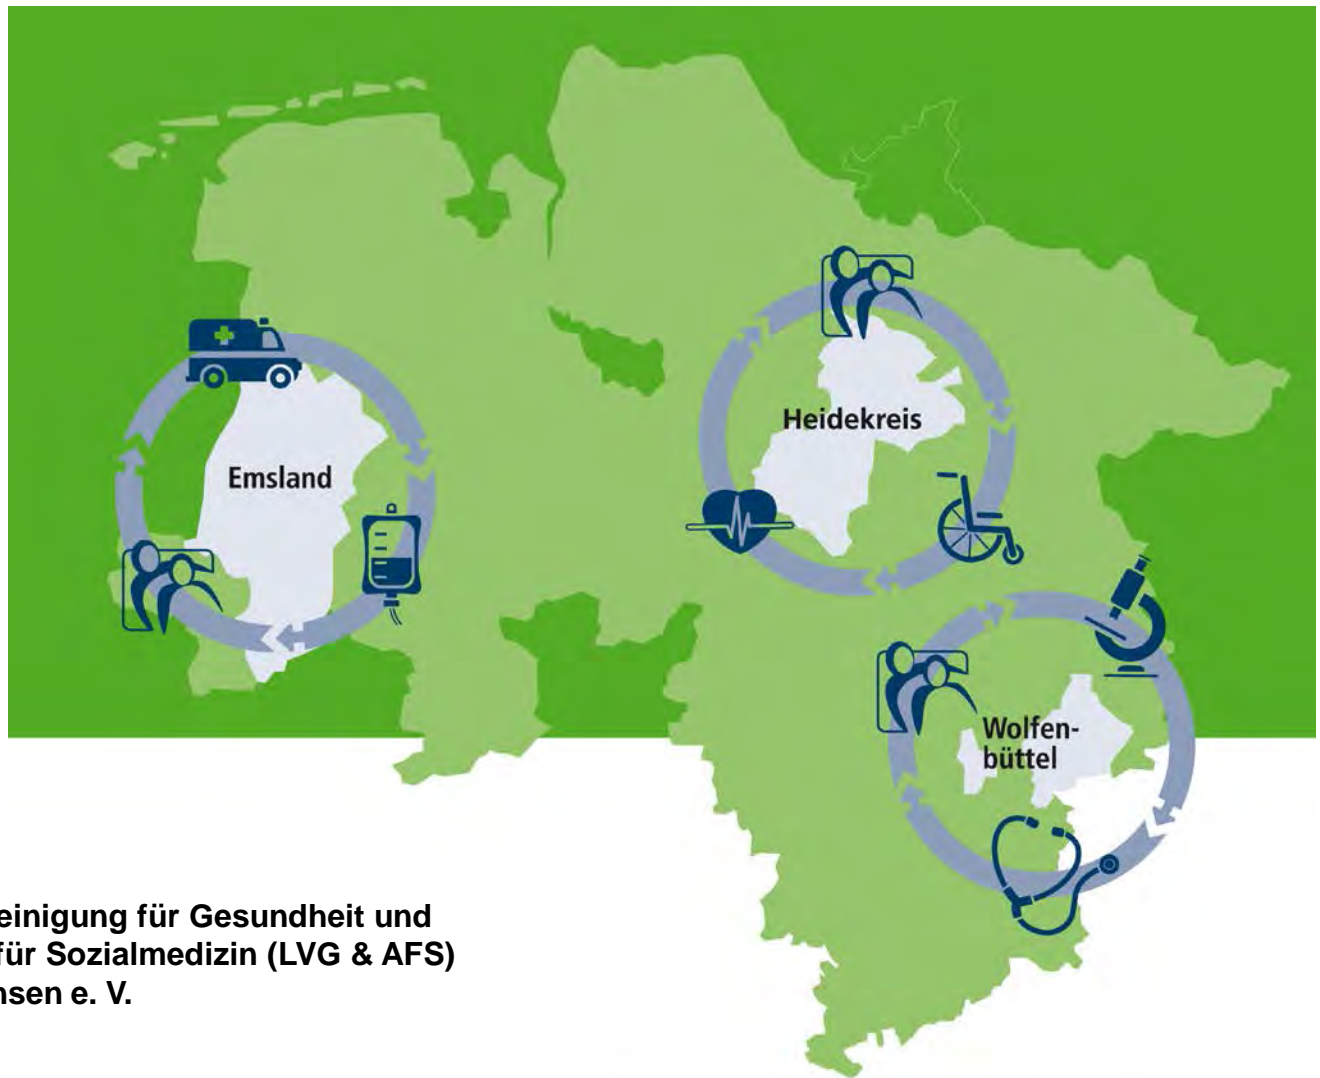 Emsland
Heidekreis
Wolfen-
büttel
einigung für Gesundheit und
für Sozialmedizin (LVG & AFS)
nsen e. V.